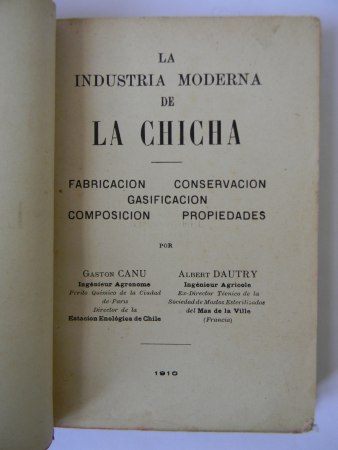 LA
INDUSTRIA MODERNA
DE
LA CHICHA
FABRICACION CONSERVACION
GASIFICACION
COMPOSICION PROPIEDADES
POR
GASTON CANU
Ingénieur Agronome
Perito Químico de la Ciudad
de Paris
Director de la
Estacion Enológica de Chile
ALBERT DAUTRY
Ingénieur Agricole
Ex-Director Técnico de la
Sociedad de Mostos Esterilizados
del Mas de la Ville
(Francia)
1910